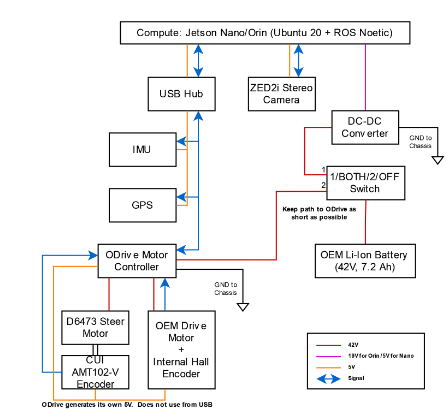 Compute: Jetson Nano/Orin (Ubuntu 20 + ROS Noetic)
USB Hub
ZED2i Stereo
Camera
DC-DC
Converter
GND to
Chassis
IMU
1
2
1/BOTH/2/OFF
Switch
GPS
Keep path to ODrive as
short as possible
ODrive Motor
Controller
OEM Li-Ion Battery
(42V, 7.2 Ah)
GND to
Chassis
D6473 Steer
Motor
OEM Drive
Motor
+
Internal Hall
Encoder
CUI
AMT102-V
Encoder
42V
19V for Orin/5V for Nano
5V
Signal
ODrive generates its own 5V. Does not use from USB